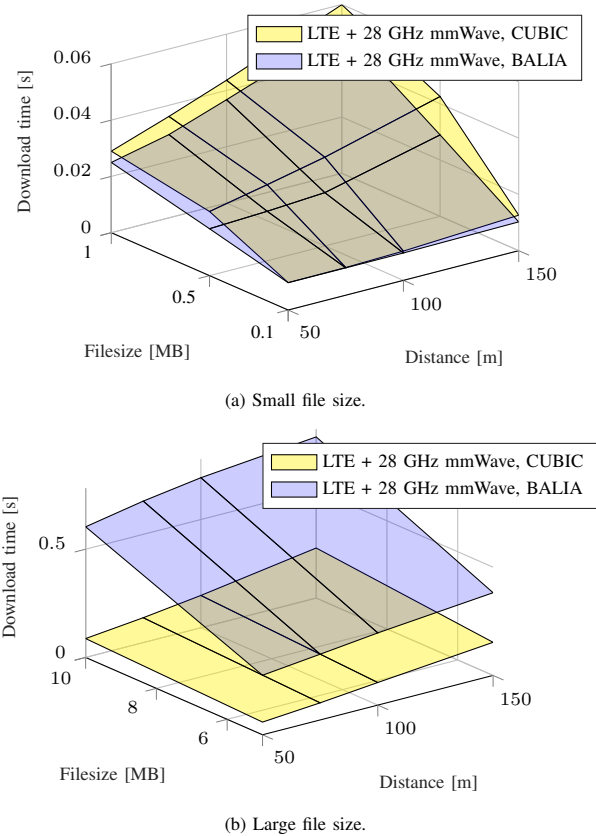 LTE + 28 GHz mmWave, CUBIC
LTE + 28 GHz mmWave, BALIA
Download time [s]
0.06
0.04
0.02
0
1
0.5
0.1
50
100
150
Filesize [MB]
Distance [m]
(a) Small file size.
LTE + 28 GHz mmWave, CUBIC
LTE + 28 GHz mmWave, BALIA
Download time [s]
0.5
0
10
8
6
50
100
150
Filesize [MB]
Distance [m]
(b) Large file size.